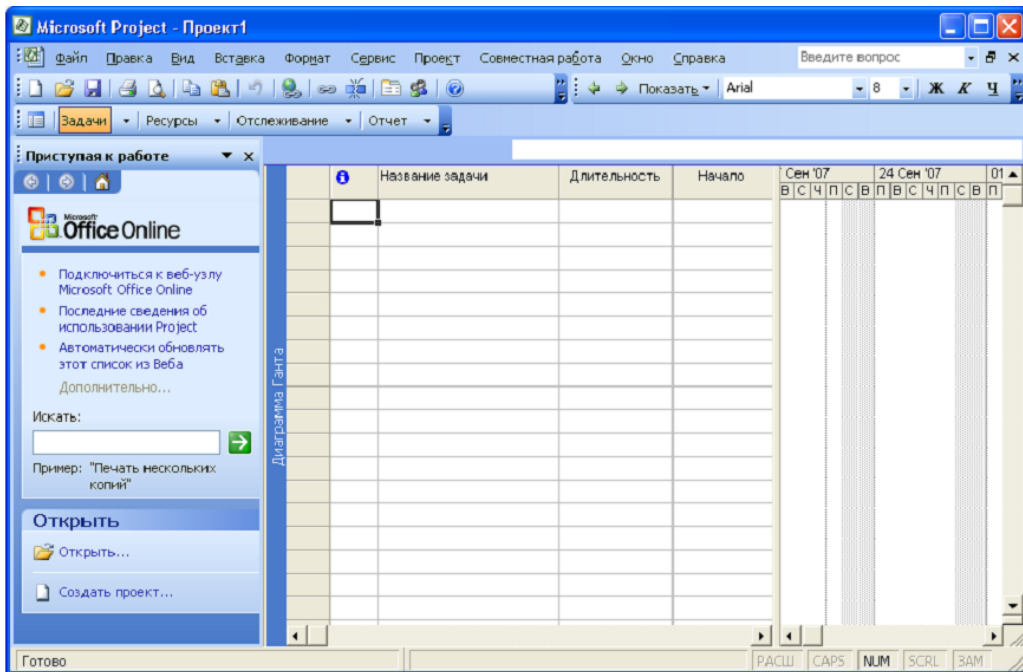 Microsoft Project - Проект1
Файл Правка Вид Вставка Формат Сервис Проект Совместная работа Окно Справка Введите вопрос
Показать Arial 8 Ж К Ч
Задачи Ресурсы Отслеживание Отчет
Приступая к работе
Microsoft
Office Online
Подключиться к веб-узлу
Microsoft Office Online
Последние сведения об
использовании Project
Автоматически обновлять
этот список из Веба
Дополнительно...
Искать:
Пример: "Печать нескольких
копий"
Открыть
Открыть...
Создать проект...
Диаграмма Ганта
Название задачи Длительность Начало
Сен '07 24 Сен '07 01
В С Ч П С В П В С Ч П С В П
Готово РАСШ CAPS NUM SCRL ЗАМ